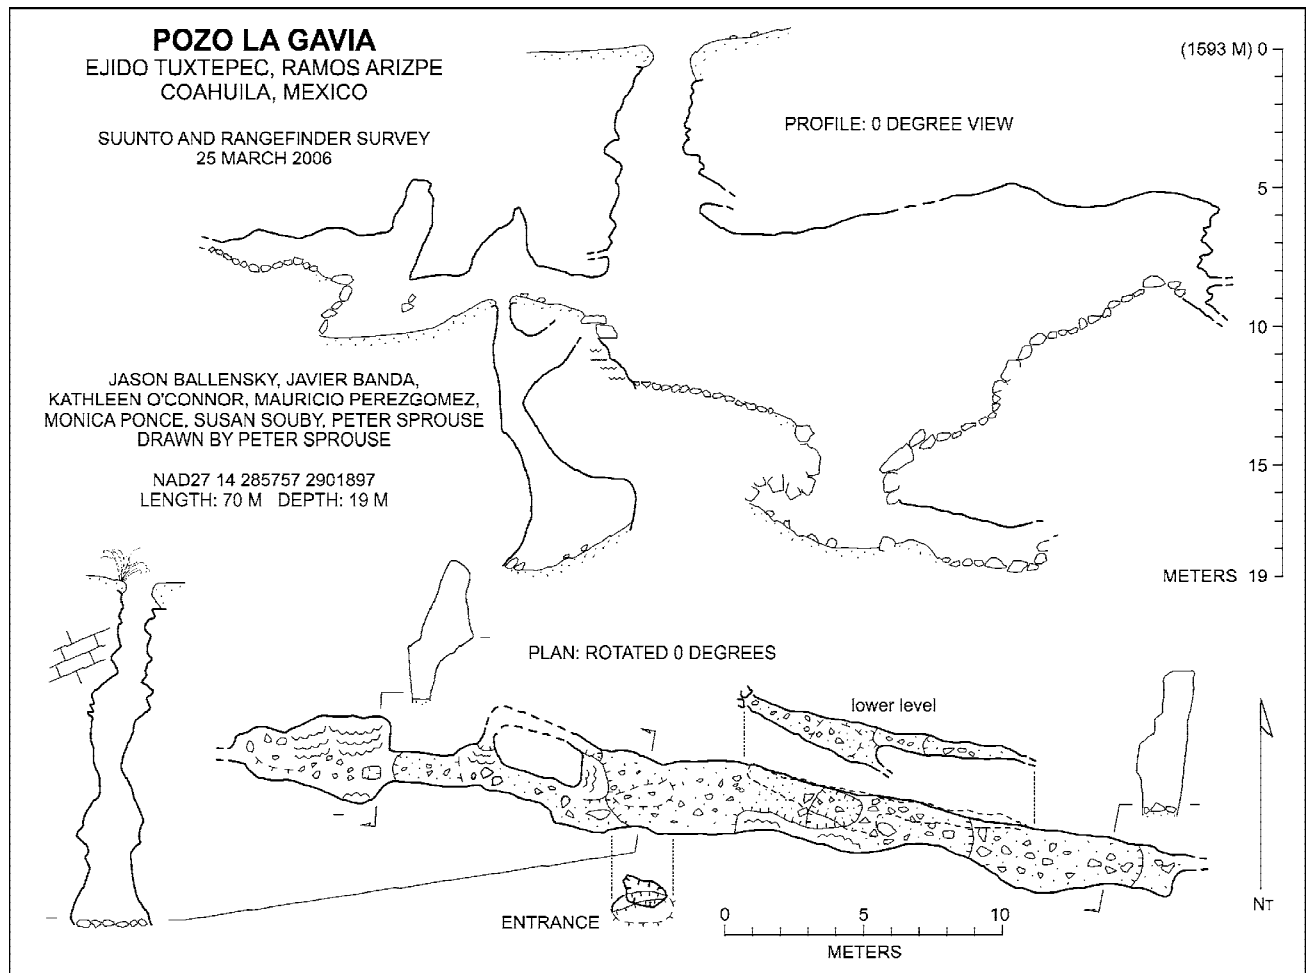 POZO LA GAVIA
EJIDO TUXTEPEC, RAMOS ARIZPE
COAHUILA, MEXICO
SUUNTO AND RANGEFINDER SURVEY
25 MARCH 2006
(1593 M) 0
PROFILE: 0 DEGREE VIEW
5
10
15
METERS 19
JASON BALLENSKY, JAVIER BANDA,
KATHLEEN O'CONNOR, MAURICIO PEREZGOMEZ,
MONICA PONCE, SUSAN SOUBY, PETER SPROUSE
DRAWN BY PETER SPROUSE
NAD27 14 285757 2901897
LENGTH: 70 M DEPTH: 19 M
PLAN: ROTATED 0 DEGREES
lower level
NT
ENTRANCE
0 5 10
METERS